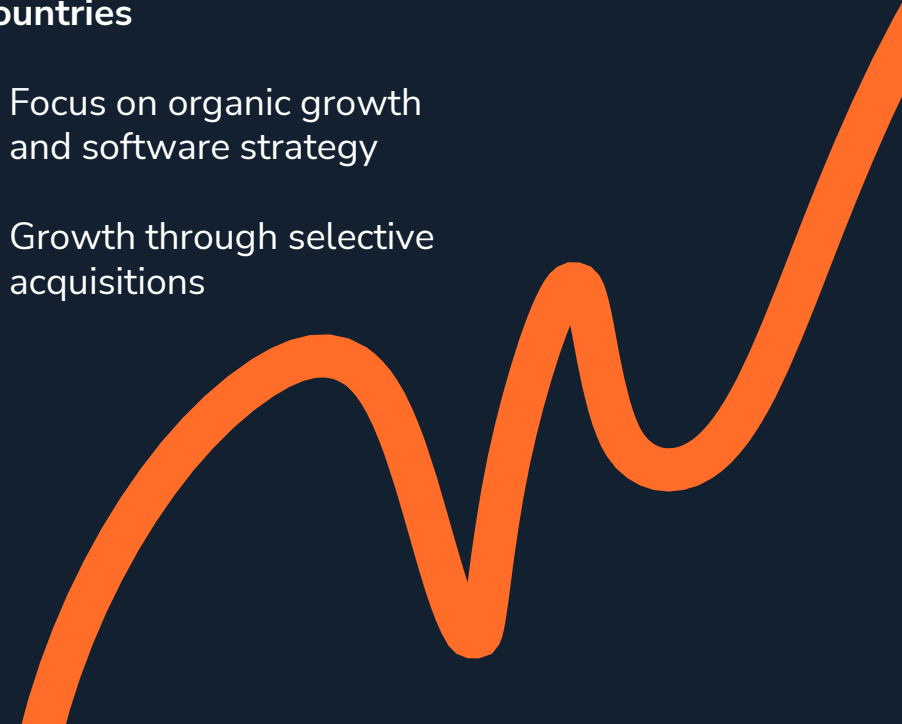 ountries
Focus on organic growth
and software strategy
Growth through selective
acquisitions